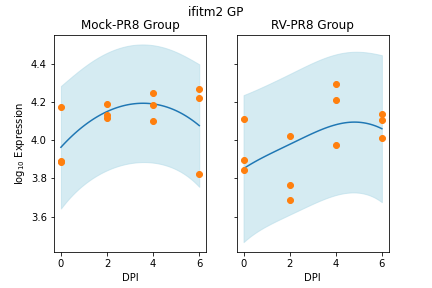 ifitm2 GP
Mock-PR8 Group
RV-PR8 Group
log₁₀ Expression
4.4
4.2
4.0
3.8
3.6
0 2 4 6
0 2 4 6
DPI
DPI